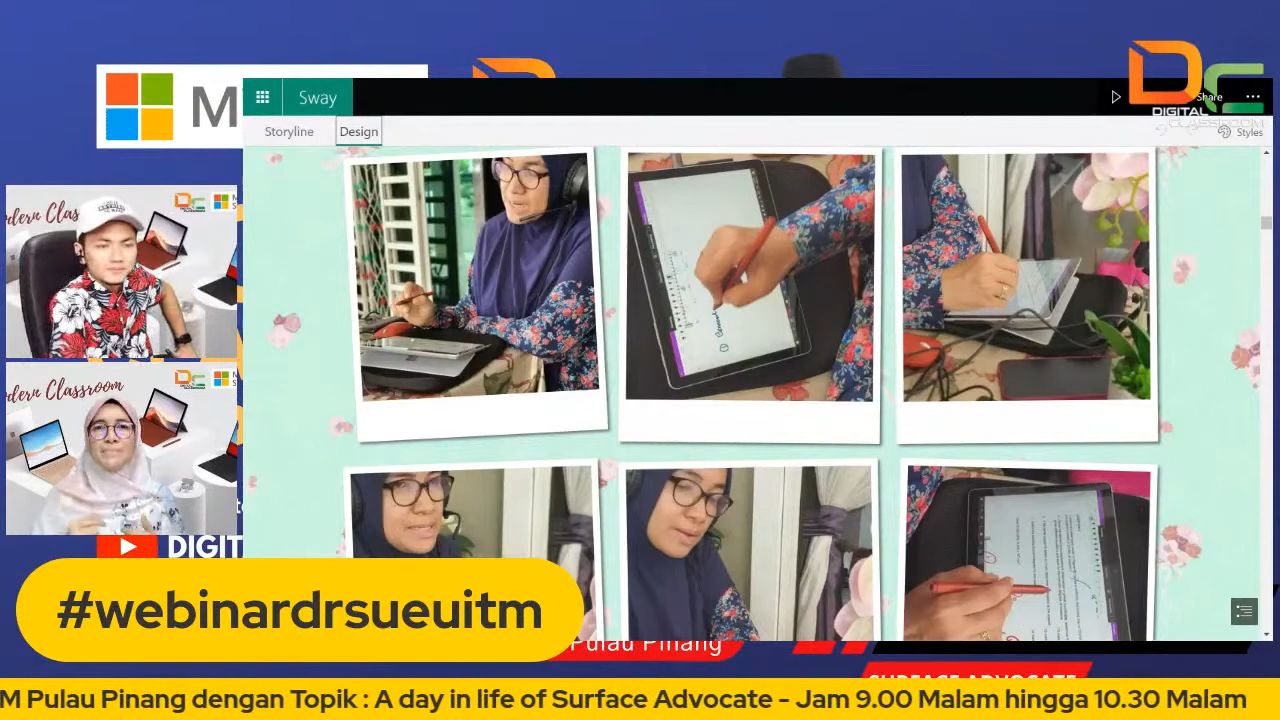 M
Sway
Share
DIGITAL
CLASSROOM
Storyline
Design
Styles
Modern Classroom
DIGIT
#webinardrsueuitm
Pulau Pinang
SURFACE ADVOCATE
M Pulau Pinang dengan Topik : A day in life of Surface Advocate - Jam 9.00 Malam hingga 10.30 Malam